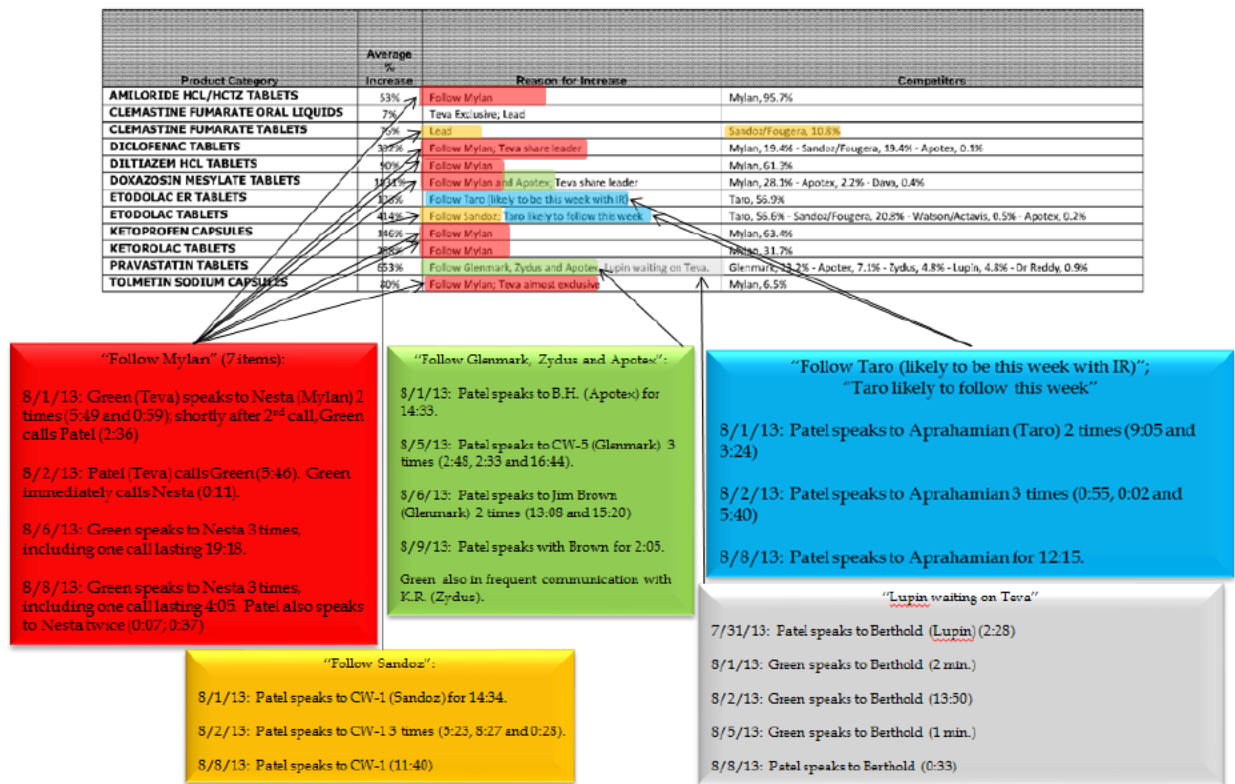 Product Category Average % Increase Reason for Increase Competitors
AMILORIDE HCL/HCTZ TABLETS 53% Follow Mylan Mylan, 95.7%
CLEMASTINE FUMARATE ORAL LIQUIDS 7% Teva Exclusive; Lead
CLEMASTINE FUMARATE TABLETS Lead Sandoz/Fougera, 10.8%
DICLOFENAC TABLETS Follow Mylan; Teva share leader Mylan, 19.4% - Sandoz/Fougera, 19.4% - Apotex, 0.1%
DILTIAZEM HCL TABLETS 90% Follow Mylan Mylan, 61.3%
DOXAZOSIN MESYLATE TABLETS Follow Mylan and Apotex; Teva share leader Mylan, 28.1% - Apotex, 2.2% - Dava, 0.4%
ETODOLAC ER TABLETS Follow Taro (likely to be this week with IR) Taro, 56.9%
ETODOLAC TABLETS 414% Follow Sandoz; Taro likely to follow this week Taro, 56.6% - Sandoz/Fougera, 20.8% - Watson/Actavis, 0.5% - Apotex, 0.2%
KETOPROFEN CAPSULES Follow Mylan Mylan, 63.4%
KETOROLAC TABLETS Follow Mylan Mylan, 31.7%
PRAVASTATIN TABLETS 653% Follow Glenmark, Zydus and Apotex. Lupin waiting on Teva. Glenmark, Apotex, 7.1% - Zydus, 4.8% - Lupin, 4.8% - Dr Reddy, 0.9%
TOLMETIN SODIUM CAPSULES Follow Mylan; Teva almost exclusive Mylan, 6.5%
"Follow Mylan" (7 items):
8/1/13: Green (Teva) speaks to Nesta (Mylan) 2
times (5:49 and 0:59); shortly after 2nd call, Green
calls Patel (2:36)
8/2/13: Patel (Teva) calls Green (5:46). Green
immediately calls Nesta (0:11).
8/6/13: Green speaks to Nesta 3 times,
including one call lasting 19:18.
8/8/13: Green speaks to Nesta 3 times,
including one call lasting 4:05. Patel also speaks
to Nesta twice (0:07; 0:37)
"Follow Glenmark, Zydus and Apotex":
8/1/13: Patel speaks to B.H. (Apotex) for
14:33.
8/5/13: Patel speaks to CW-5 (Glenmark) 3
times (2:48, 2:33 and 16:44).
8/6/13: Patel speaks to Jim Brown
(Glenmark) 2 times (13:08 and 15:20)
8/9/13: Patel speaks with Brown for 2:05.
Green also in frequent communication with
K.R. (Zydus).
"Follow Taro (likely to be this week with IR)";
"Taro likely to follow this week"
8/1/13: Patel speaks to Aprahamian (Taro) 2 times (9:05 and
3:24)
8/2/13: Patel speaks to Aprahamian 3 times (0:55, 0:02 and
5:40)
8/8/13: Patel speaks to Aprahamian for 12:15.
"Follow Sandoz":
8/1/13: Patel speaks to CW-1 (Sandoz) for 14:34.
8/2/13: Patel speaks to CW-1 3 times (5:23, 8:27 and 0:28).
8/8/13: Patel speaks to CW-1 (11:40)
"Lupin waiting on Teva"
7/31/13: Patel speaks to Berthold (Lupin) (2:28)
8/1/13: Green speaks to Berthold (2 min.)
8/2/13: Green speaks to Berthold (13:50)
8/5/13: Green speaks to Berthold (1 min.)
8/8/13: Patel speaks to Berthold (0:33)